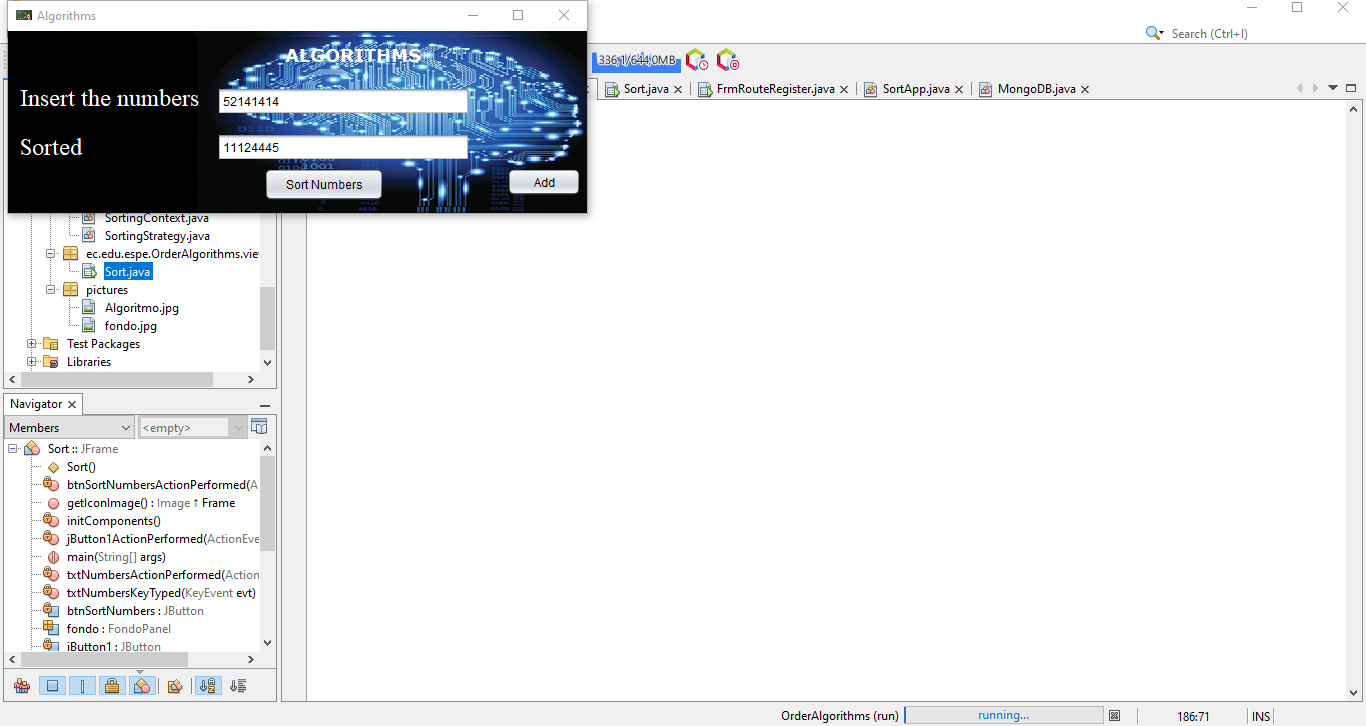 Algorithms
ALGORITHMS
Insert the numbers 52141414
Sorted 11124445
Sort Numbers Add
Search (Ctrl+I)
336,1/644,0MB
Sort.java FrmRouteRegister.java SortApp.java MongoDB.java
SortingContext.java
SortingStrategy.java
ec.edu.espe.OrderAlgorithms.vie
Sort.java
pictures
Algoritmo.jpg
fondo.jpg
Test Packages
Libraries
Navigator
Members <empty>
Sort :: JFrame
Sort()
btnSortNumbersActionPerformed(A
getIconImage() : Image ↑ Frame
initComponents()
jButton1ActionPerformed(ActionEve
main(String[] args)
txtNumbersActionPerformed(Action
txtNumbersKeyTyped(KeyEvent evt)
btnSortNumbers : JButton
fondo : FondoPanel
jButton1 : JButton
OrderAlgorithms (run) running... 186:71 INS